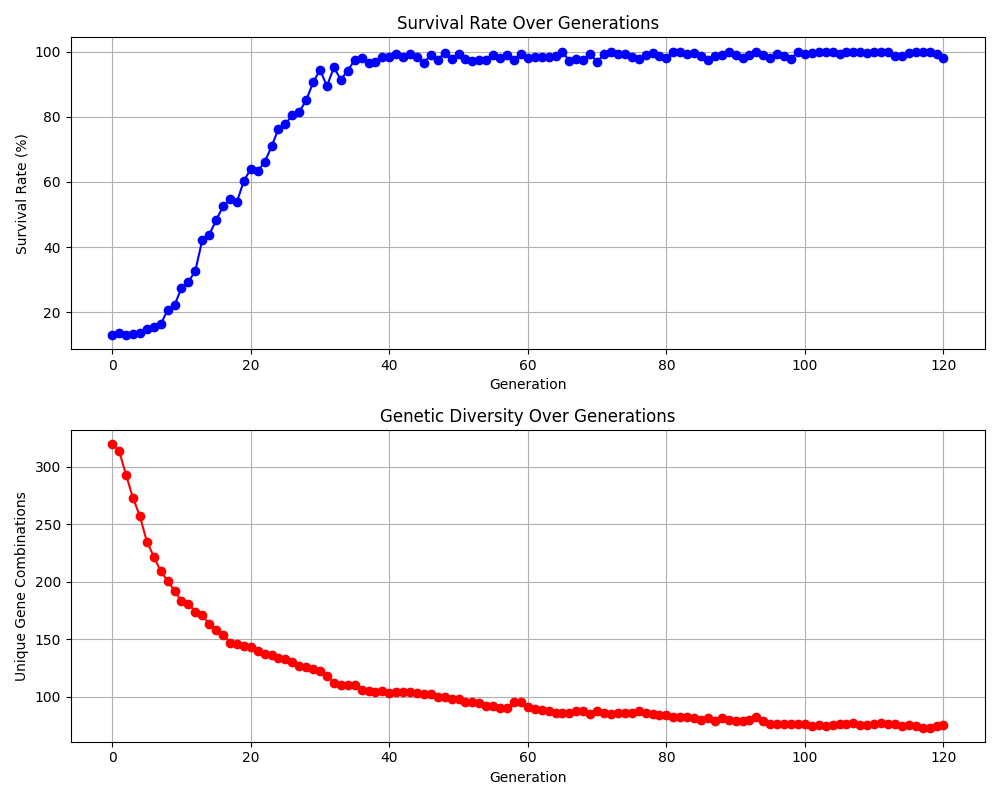 Survival Rate Over Generations
100
80
60
40
20
Survival Rate (%)
0 20 40 60 80 100 120
Generation
Genetic Diversity Over Generations
300
250
200
150
100
Unique Gene Combinations
0 20 40 60 80 100 120
Generation